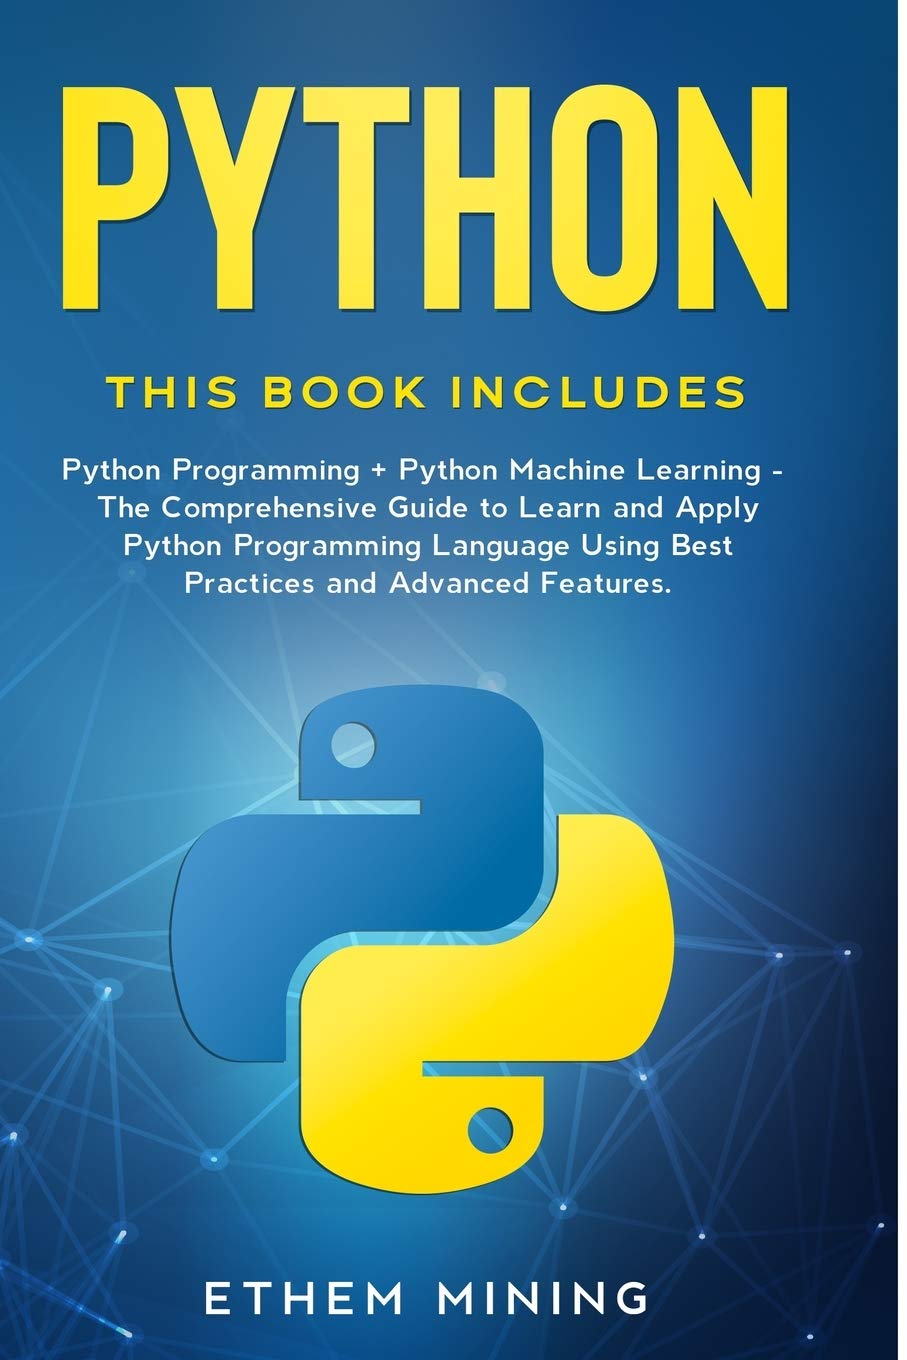 PYTHON
THIS BOOK INCLUDES
Python Programming + Python Machine Learning -
The Comprehensive Guide to Learn and Apply
Python Programming Language Using Best
Practices and Advanced Features.
ETHEM MINING